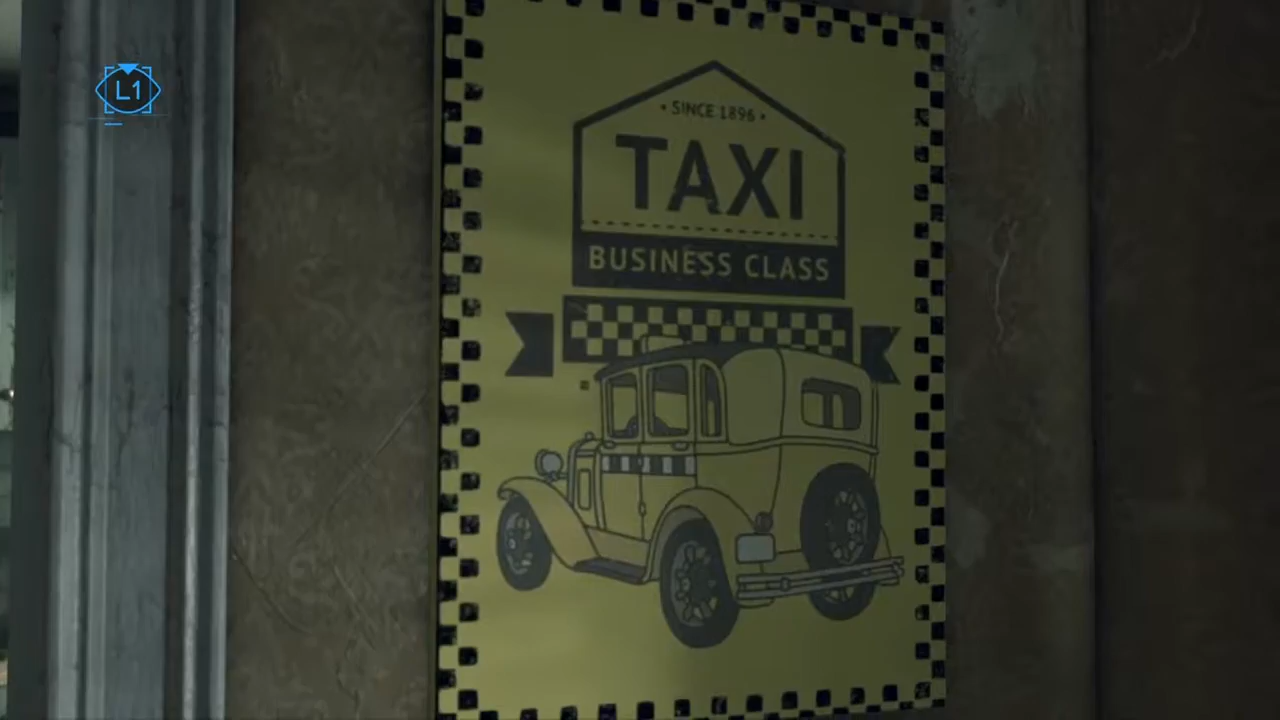 L1
• SINCE 1896 •
TAXI
BUSINESS CLASS